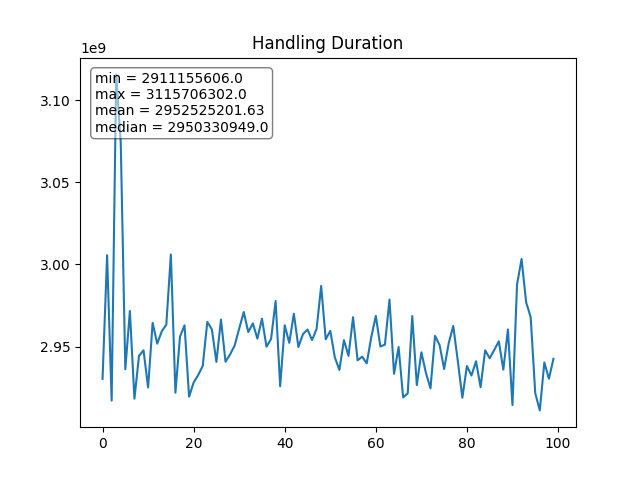 Handling Duration
1e9
min = 2911155606.0
max = 3115706302.0
mean = 2952525201.63
median = 2950330949.0
3.10
3.05
3.00
2.95
0 20 40 60 80 100